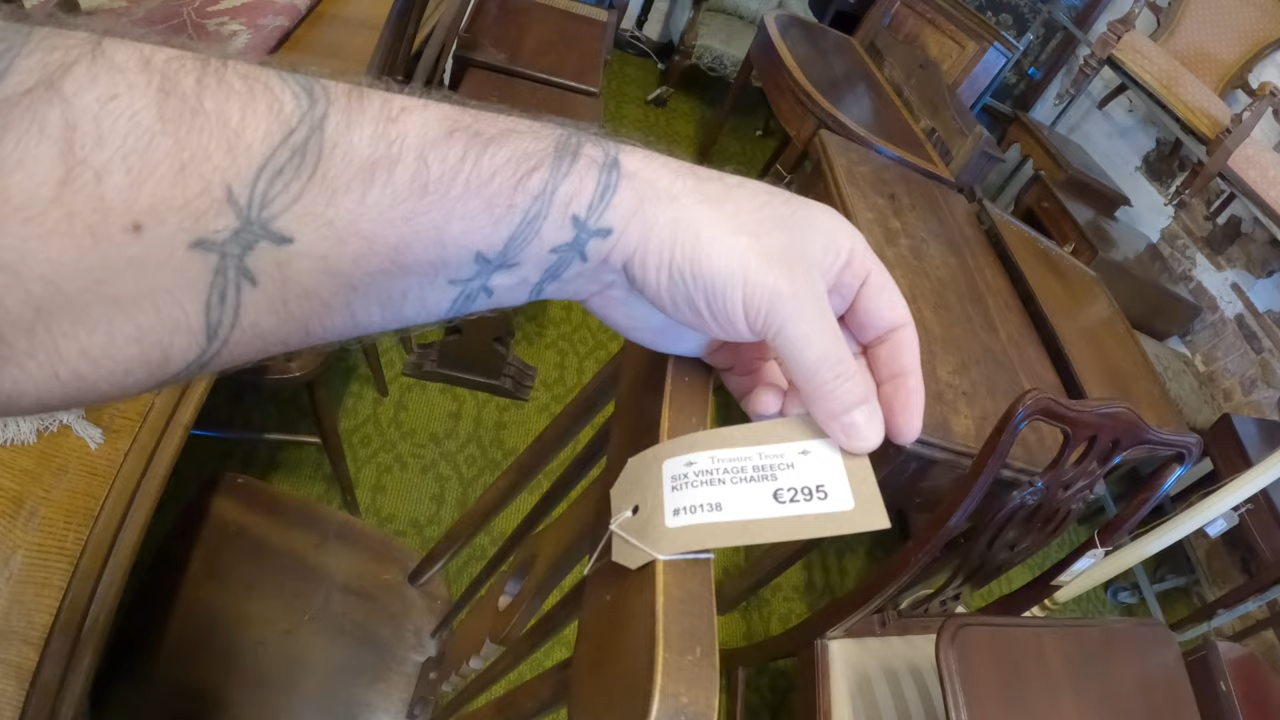 Treasure Trove
SIX VINTAGE BEECH
KITCHEN CHAIRS
#10138 €295